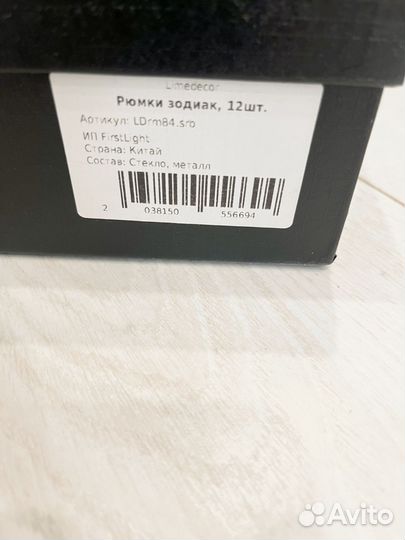 Limedecor
Рюмки зодиак, 12шт.
Артикул: LDrm84.sro
ИП FirstLight
Страна: Китай
Состав: Стекло, металл
2 038150 556694
Avito